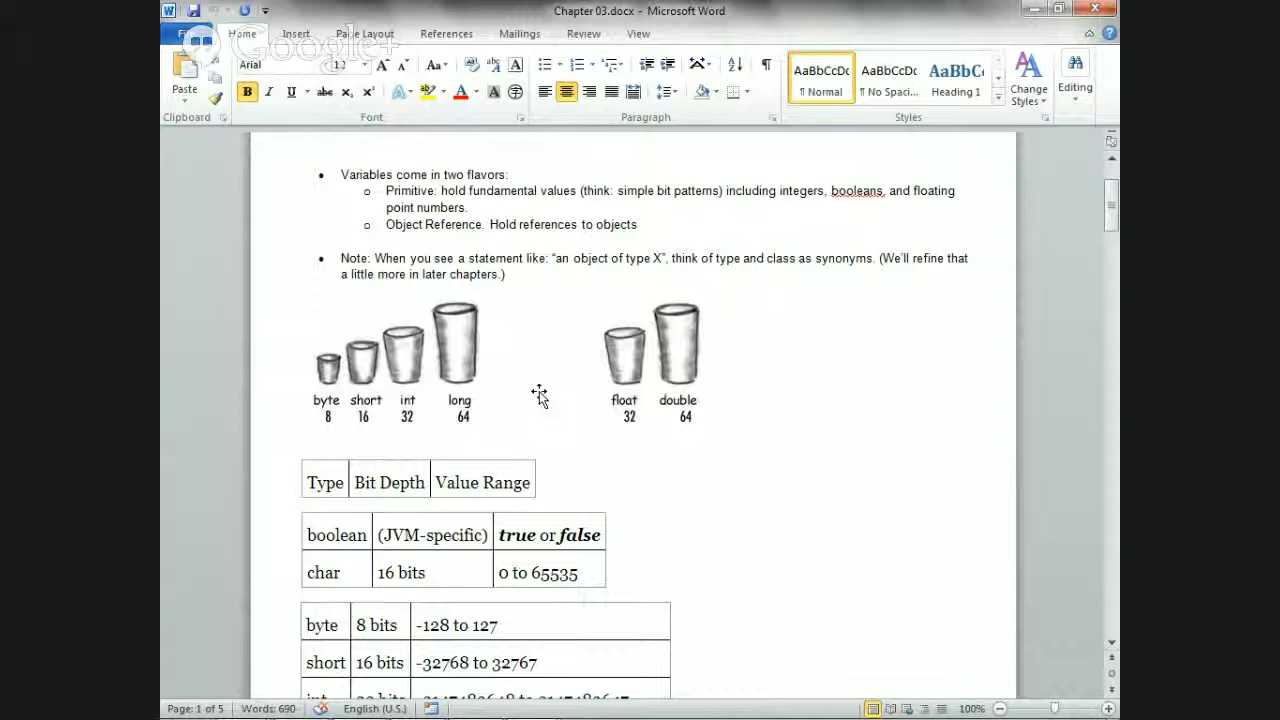 Chapter 03.docx - Microsoft Word
Home Insert Page Layout References Mailings Review View
Google+
Arial
Paste
B I U abc x₂ x² A A A
AaBbCcDc AaBbCcDc AaBbC
¶ Normal ¶ No Spaci... Heading 1
Change Styles
Editing
Clipboard Font Paragraph Styles
• Variables come in two flavors:
o Primitive: hold fundamental values (think: simple bit patterns) including integers, booleans, and floating
point numbers.
o Object Reference. Hold references to objects
• Note: When you see a statement like: “an object of type X”, think of type and class as synonyms. (We’ll refine that
a little more in later chapters.)
byte short int long float double
8 16 32 64 32 64
Type Bit Depth Value Range
boolean (JVM-specific) true or false
char 16 bits 0 to 65535
byte 8 bits -128 to 127
short 16 bits -32768 to 32767
Page: 1 of 5 Words: 690 English (U.S.) 100%